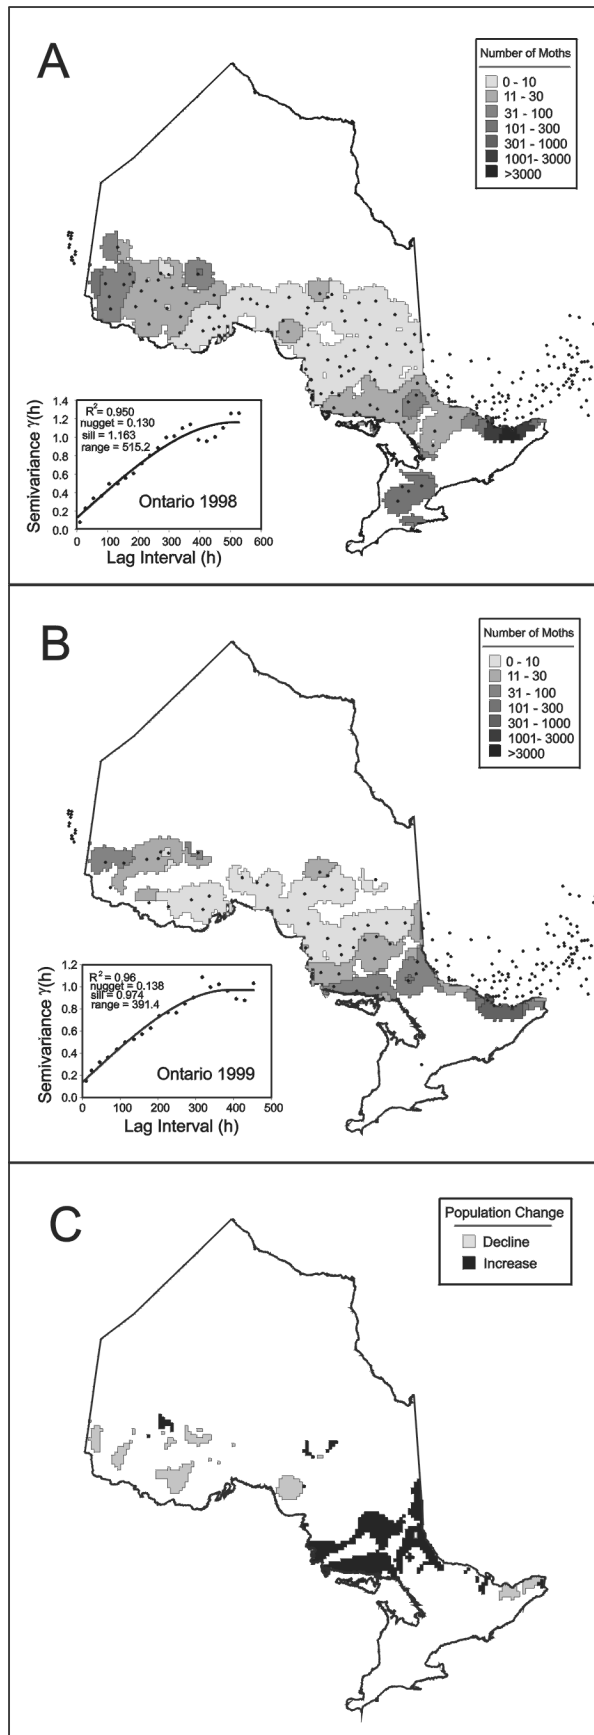 A
Number of Moths
0 - 10
11 - 30
31 - 100
101 - 300
301 - 1000
1001- 3000
>3000
Semivariance γ(h)
1.4
1.2
1.0
0.8
0.6
0.4
0.2
0.0
R2= 0.950
nugget = 0.130
sill = 1.163
range = 515.2
Ontario 1998
0 100 200 300 400 500 600
Lag Interval (h)
B
Number of Moths
0 - 10
11 - 30
31 - 100
101 - 300
301 - 1000
1001- 3000
>3000
Semivariance γ(h)
1.2
1.0
0.8
0.6
0.4
0.2
0.0
R2 = 0.96
nugget = 0.138
sill = 0.974
range = 391.4
Ontario 1999
0 100 200 300 400 500
Lag Interval (h)
C
Population Change
Decline
Increase